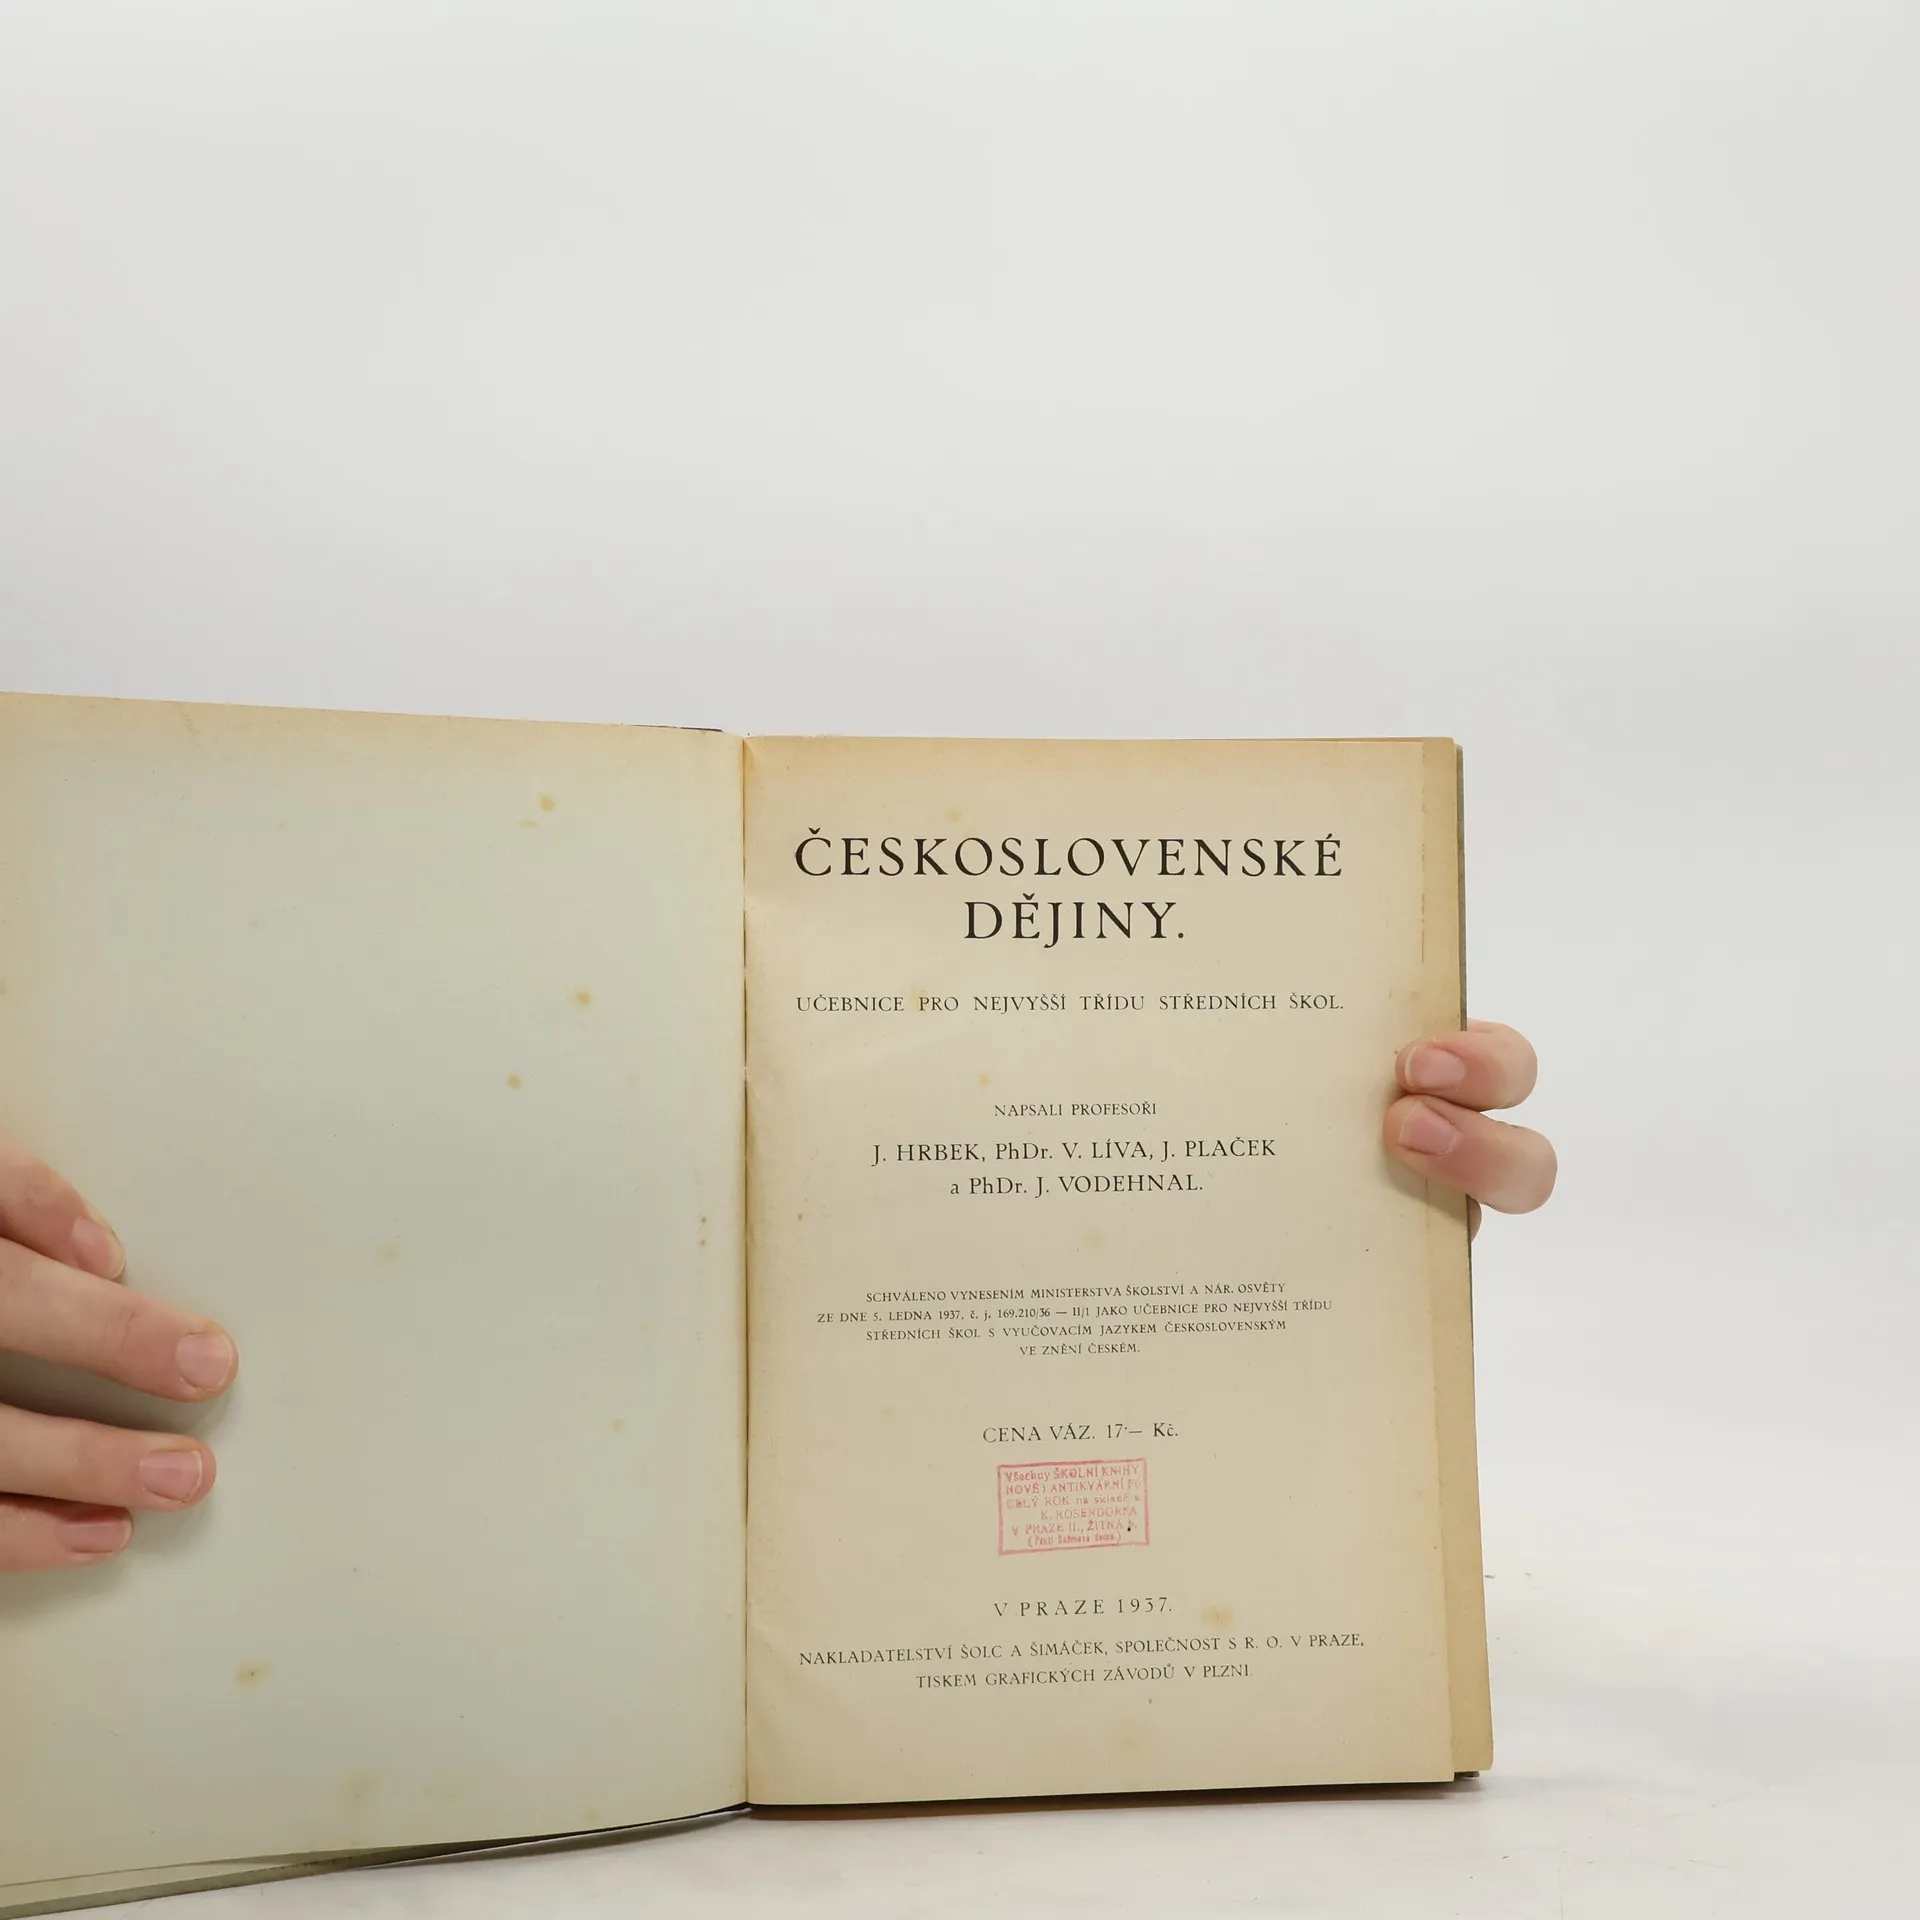 ČESKOSLOVENSKÉ
DĚJINY.
UČEBNICE PRO NEJVYŠŠÍ TŘÍDU STŘEDNÍCH ŠKOL.
NAPSALI PROFESOŘI
J. HRBEK, PhDr. V. LÍVA, J. PLAČEK
a PhDr. J. VODEHNAL.
SCHVÁLENO VYNESENÍM MINISTERSTVA ŠKOLSTVÍ A NÁR. OSVĚTY
ZE DNE 5. LEDNA 1937, č. j. 169.210/36 — II/1 JAKO UČEBNICE PRO NEJVYŠŠÍ TŘÍDU
STŘEDNÍCH ŠKOL S VYUČOVACÍM JAZYKEM ČESKOSLOVENSKÝM
VE ZNĚNÍ ČESKÉM.
CENA VÁZ. 17·— Kč.
Všechny ŠKOLNÍ KNIHY
NOVÉ i ANTIKVÁRNÍ PO
CELÝ ROK na skladě u
K. ROSENDORFA
V PRAZE II., ŽITNÁ
V PRAZE 1937.
NAKLADATELSTVÍ ŠOLC A ŠIMÁČEK, SPOLEČNOST S R. O. V PRAZE.
TISKEM GRAFICKÝCH ZÁVODŮ V PLZNI.